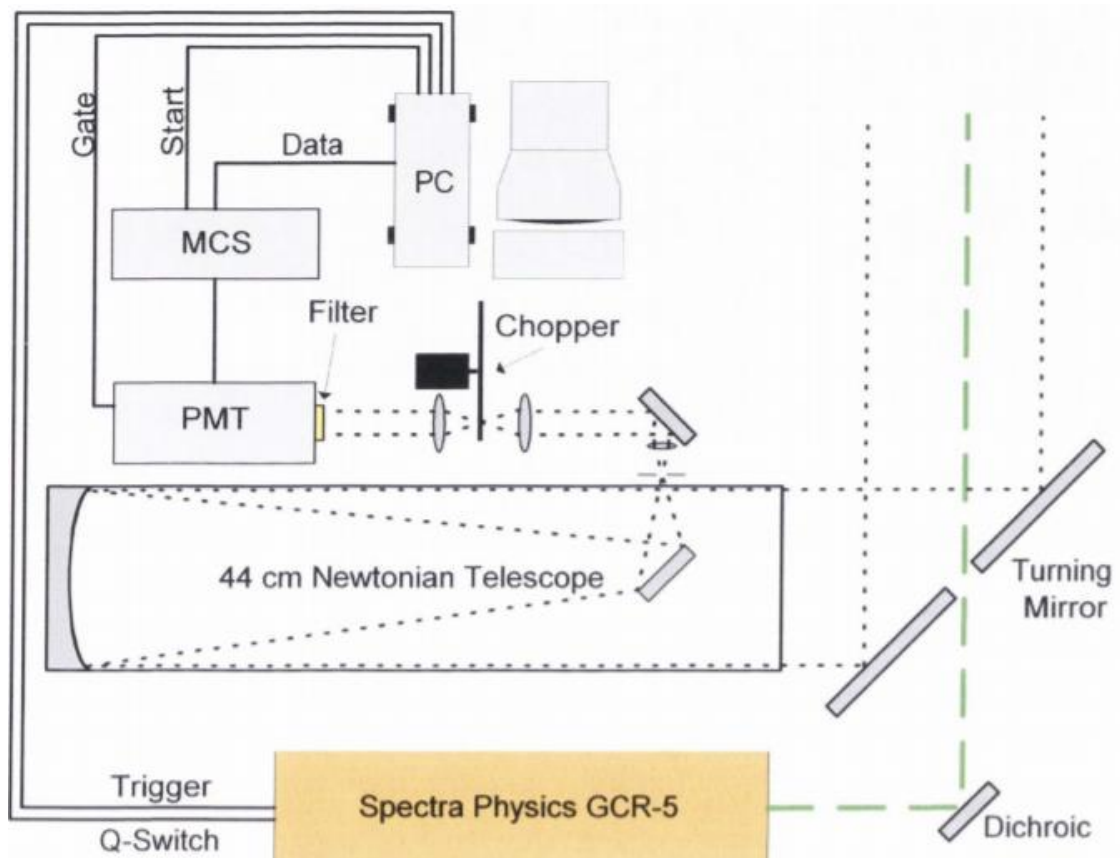 Gate
Start
Data
PC
MCS
Filter
Chopper
PMT
44 cm Newtonian Telescope
Turning
Mirror
Trigger
Q-Switch
Spectra Physics GCR-5
Dichroic